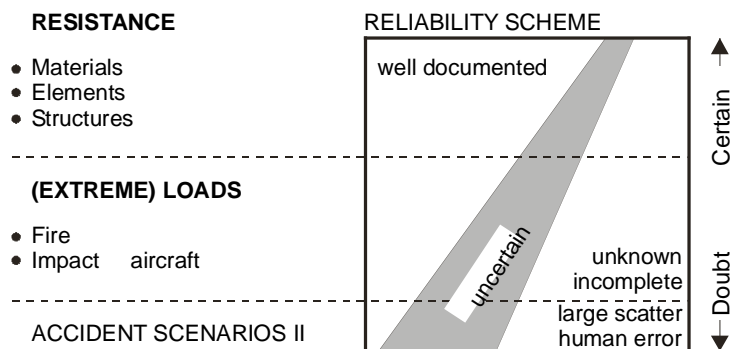 RESISTANCE
Materials
Elements
Structures
(EXTREME) LOADS
Fire
Impact aircraft
ACCIDENT SCENARIOS II
RELIABILITY SCHEME
well documented
uncertain
unknown
incomplete
large scatter
human error
Certain
Doubt